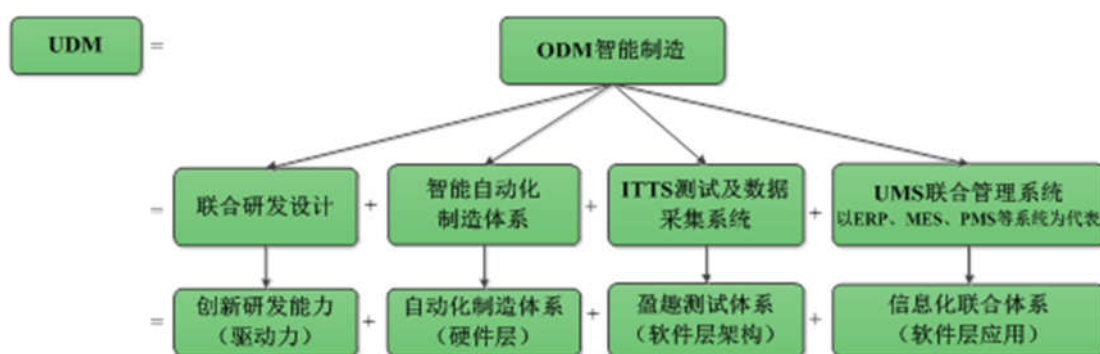 UDM
=
ODM智能制造
=
联合研发设计
+
智能自动化
制造体系
+
ITTS测试及数据
采集系统
+
UMS联合管理系统
以ERP、MES、PMS等系统为代表
=
创新研发能力
（驱动力）
+
自动化制造体系
（硬件层）
+
盈趣测试体系
（软件层架构）
+
信息化联合体系
（软件层应用）